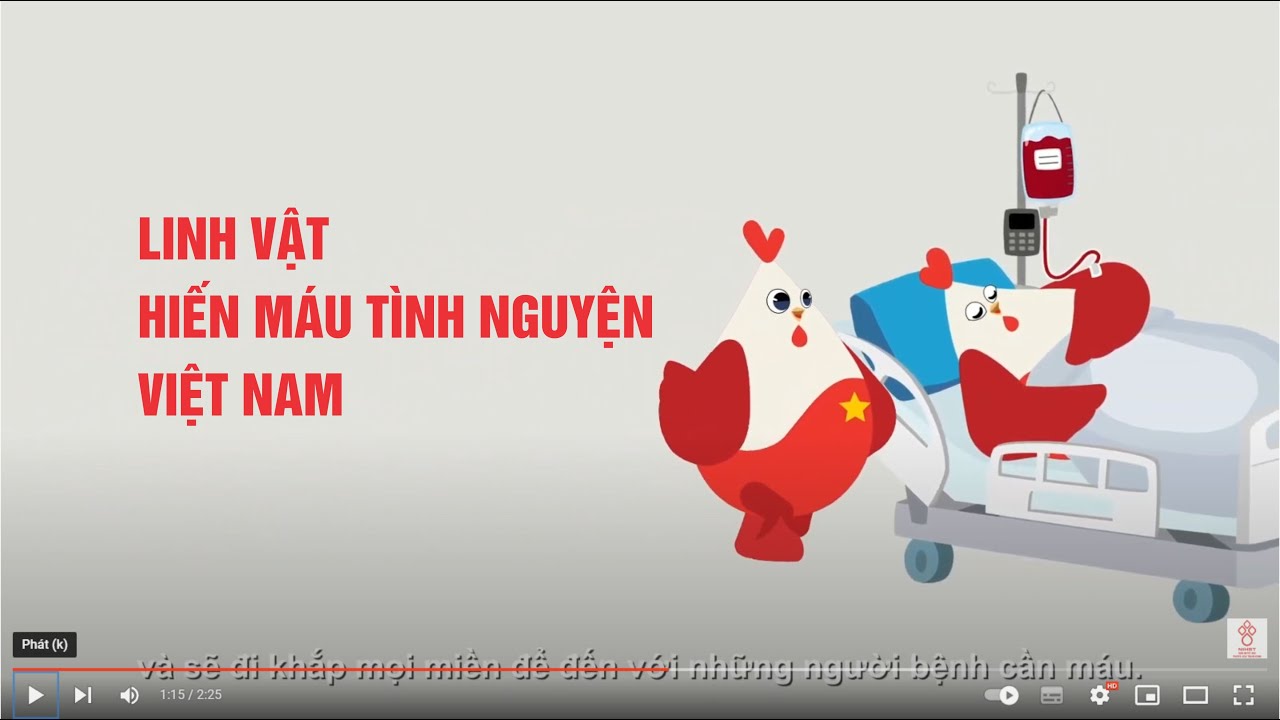 LINH VẬT
HIẾN MÁU TÌNH NGUYỆN
VIỆT NAM
Phát (k)
và sẽ đi khắp mọi miền để đến với những người bệnh cần máu.
1:15 / 2:25
HD